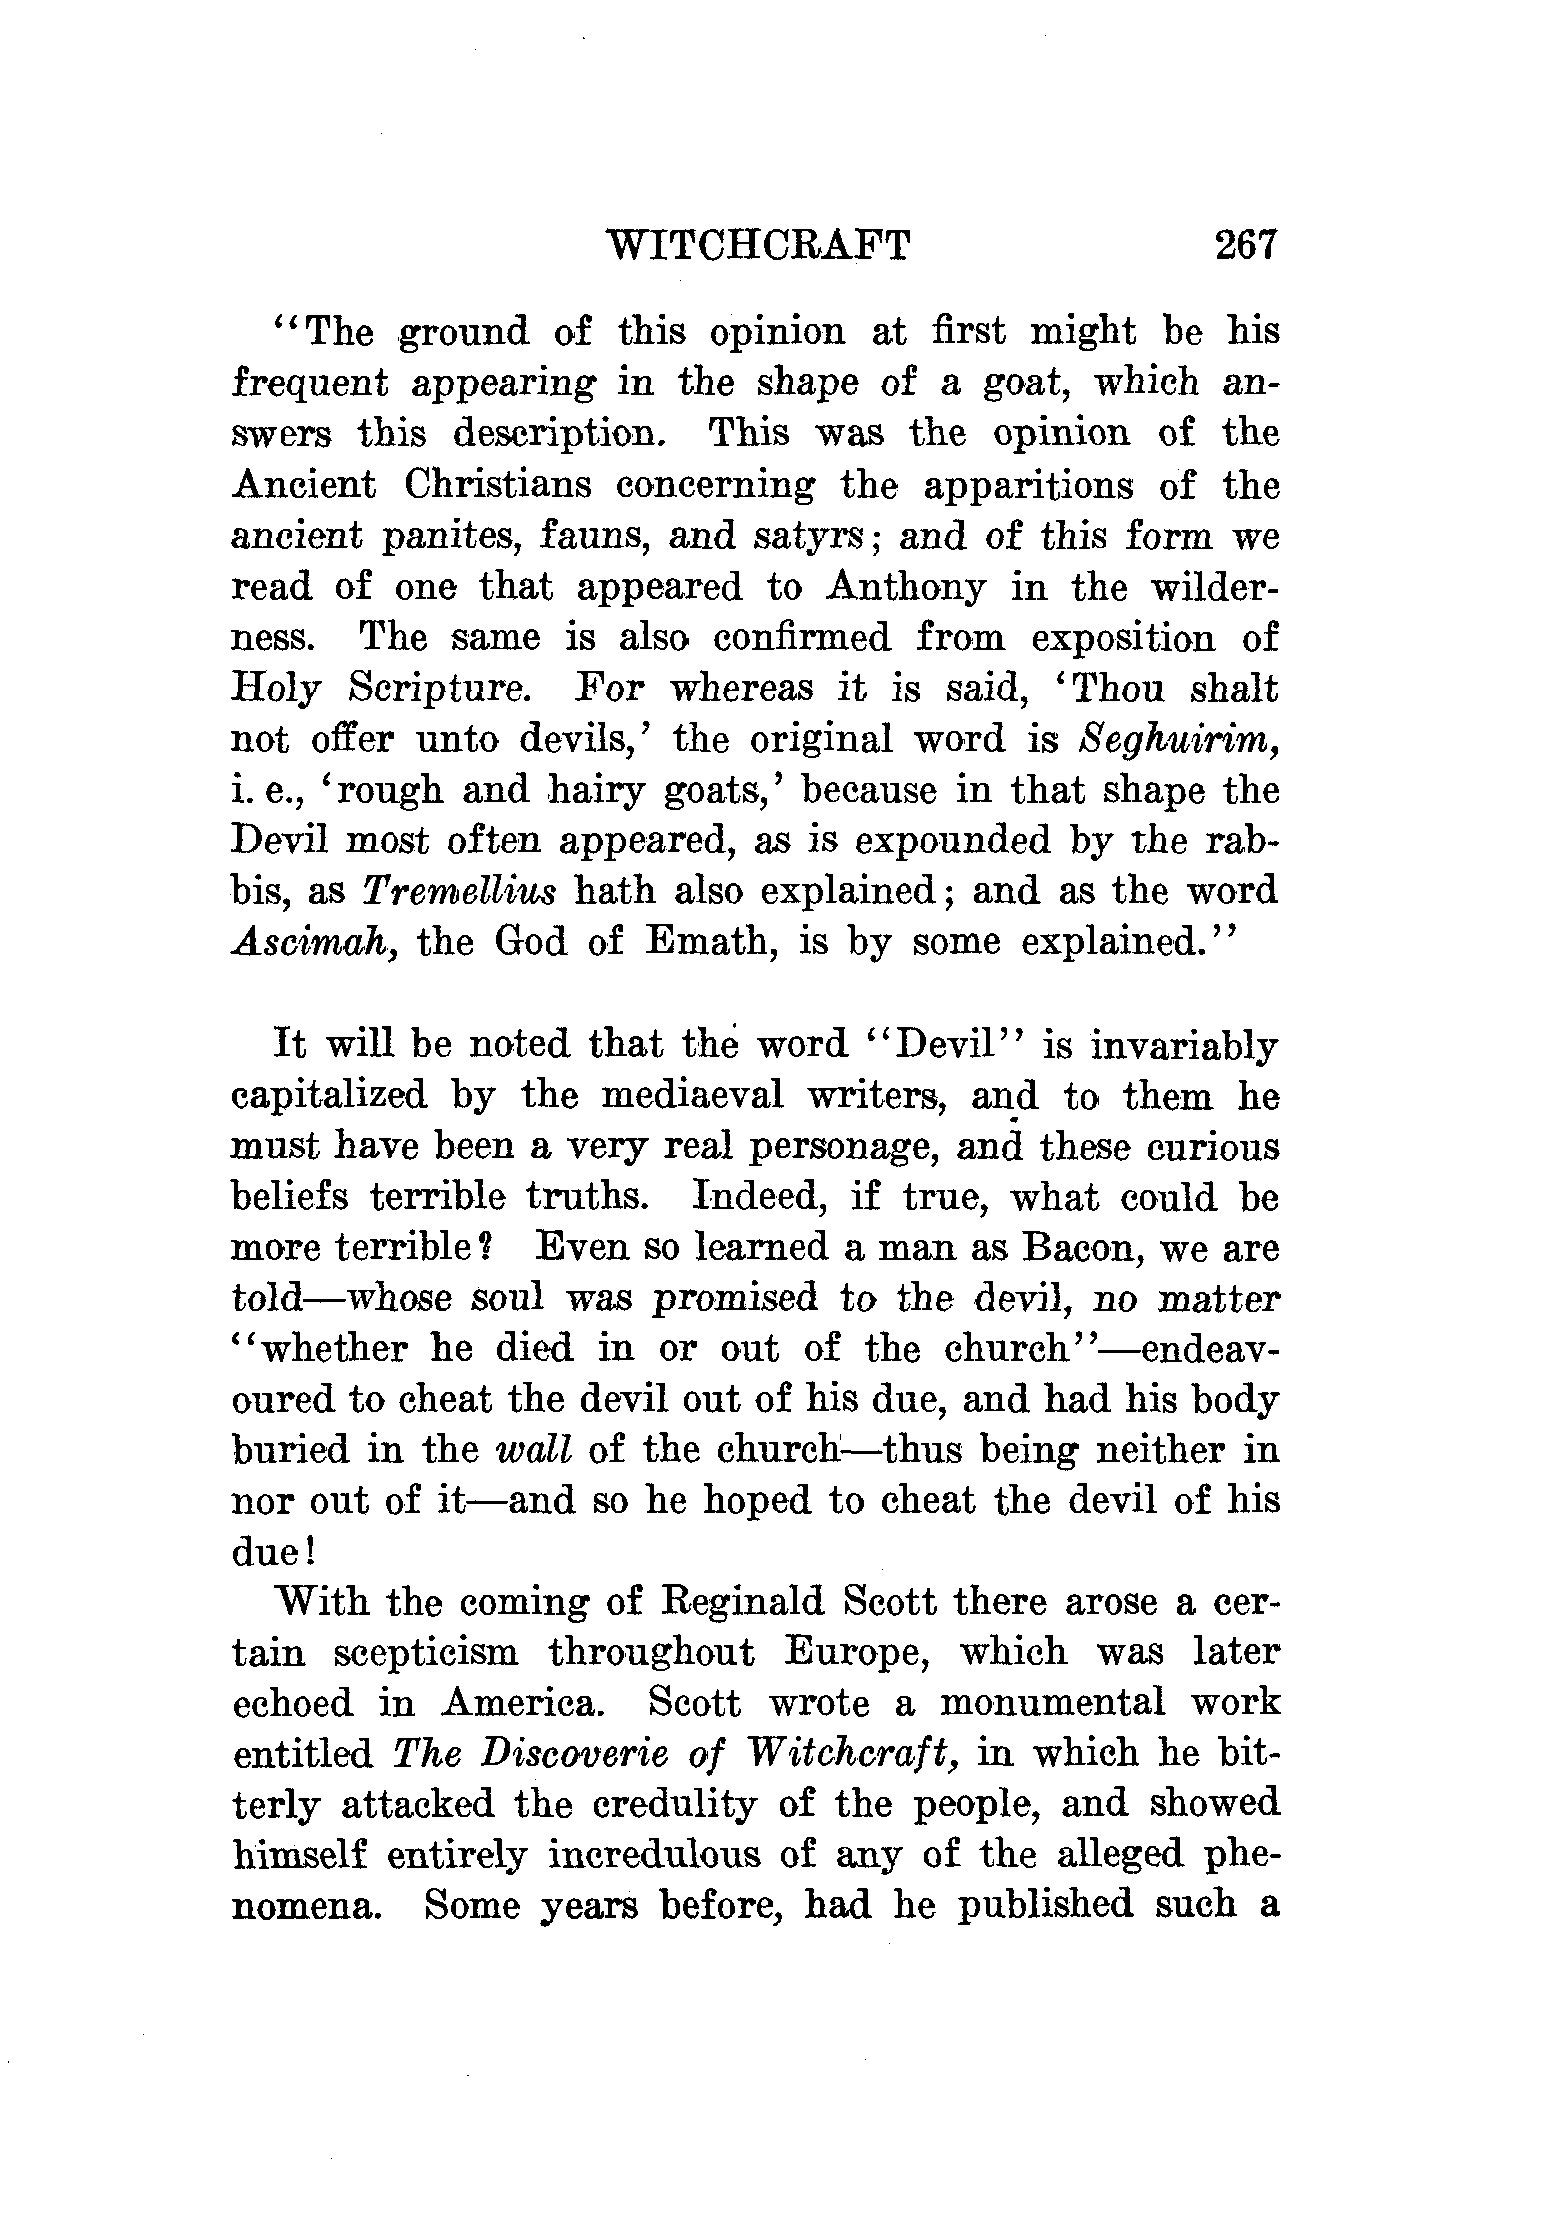 WITCHCRAFT 267
"The ground of this opinion at first might be his
frequent appearing in the shape of a goat, which an-
swers this description. This was the opinion of the
Ancient Christians concerning the apparitions of the
ancient panites, fauns, and satyrs; and of this form we
read of one that appeared to Anthony in the wilder-
ness. The same is also confirmed from exposition of
Holy Scripture. For whereas it is said, 'Thou shalt
not offer unto devils,' the original word is Seghuirim,
i. e., 'rough and hairy goats,' because in that shape the
Devil most often appeared, as is expounded by the rab-
bis, as Tremellius hath also explained; and as the word
Ascimah, the God of Emath, is by some explained."
It will be noted that the word "Devil" is invariably
capitalized by the mediaeval writers, and to them he
must have been a very real personage, and these curious
beliefs terrible truths. Indeed, if true, what could be
more terrible? Even so learned a man as Bacon, we are
told—whose soul was promised to the devil, no matter
"whether he died in or out of the church"—endeav-
oured to cheat the devil out of his due, and had his body
buried in the wall of the church—thus being neither in
nor out of it—and so he hoped to cheat the devil of his
due!
With the coming of Reginald Scott there arose a cer-
tain scepticism throughout Europe, which was later
echoed in America. Scott wrote a monumental work
entitled The Discoverie of Witchcraft, in which he bit-
terly attacked the credulity of the people, and showed
himself entirely incredulous of any of the alleged phe-
nomena. Some years before, had he published such a